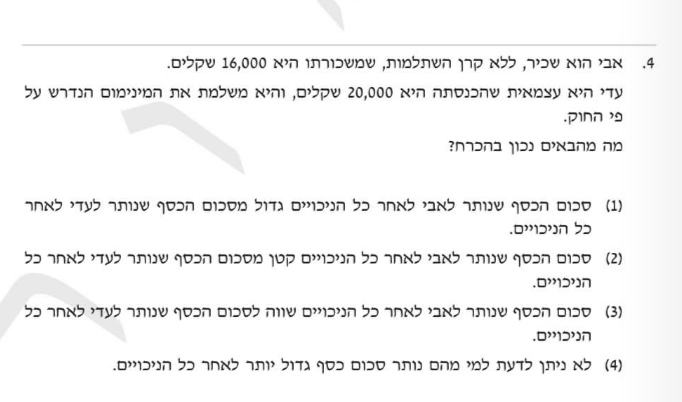 4. אבי הוא שכיר, ללא קרן השתלמות, שמשכורתו היא 16,000 שקלים.
עדי היא עצמאית שהכנסתה היא 20,000 שקלים, והיא משלמת את המינימום הנדרש על
פי החוק.
מה מהבאים נכון בהכרח?
(1) סכום הכסף שנותר לאבי לאחר כל הניכויים גדול מסכום הכסף שנותר לעדי לאחר
כל הניכויים.
(2) סכום הכסף שנותר לאבי לאחר כל הניכויים קטן מסכום הכסף שנותר לעדי לאחר כל
הניכויים.
(3) סכום הכסף שנותר לאבי לאחר כל הניכויים שווה לסכום הכסף שנותר לעדי לאחר כל
הניכויים.
(4) לא ניתן לדעת למי מהם נותר סכום כסף גדול יותר לאחר כל הניכויים.